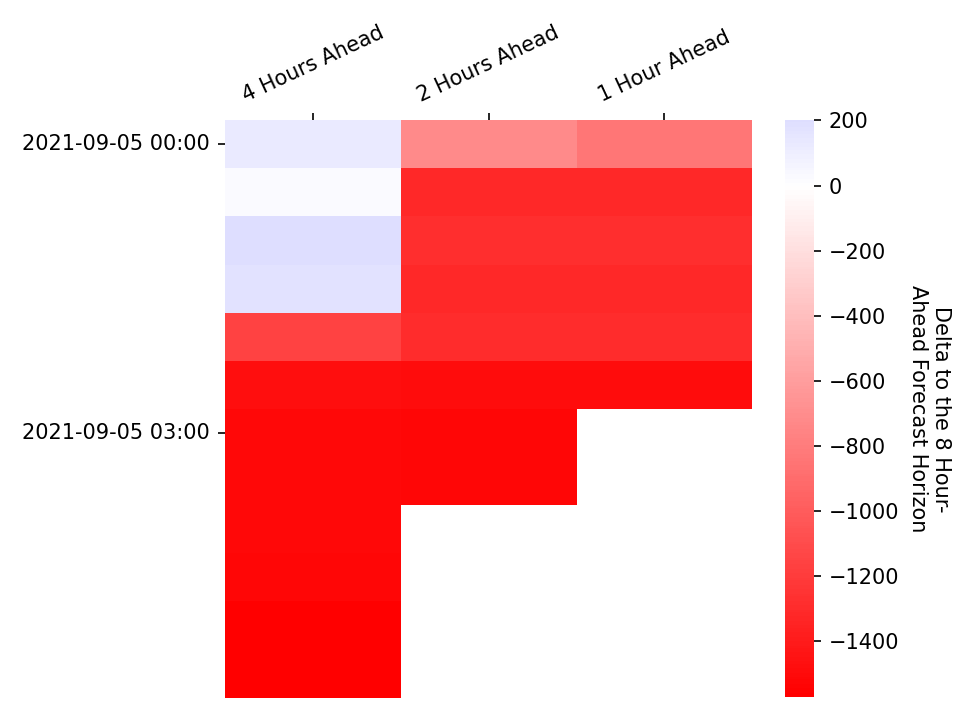 4 Hours Ahead
2 Hours Ahead
1 Hour Ahead
2021-09-05 00:00
2021-09-05 03:00
200
0
−200
−400
−600
−800
−1000
−1200
−1400
Delta to the 8 Hour-
Ahead Forecast Horizon